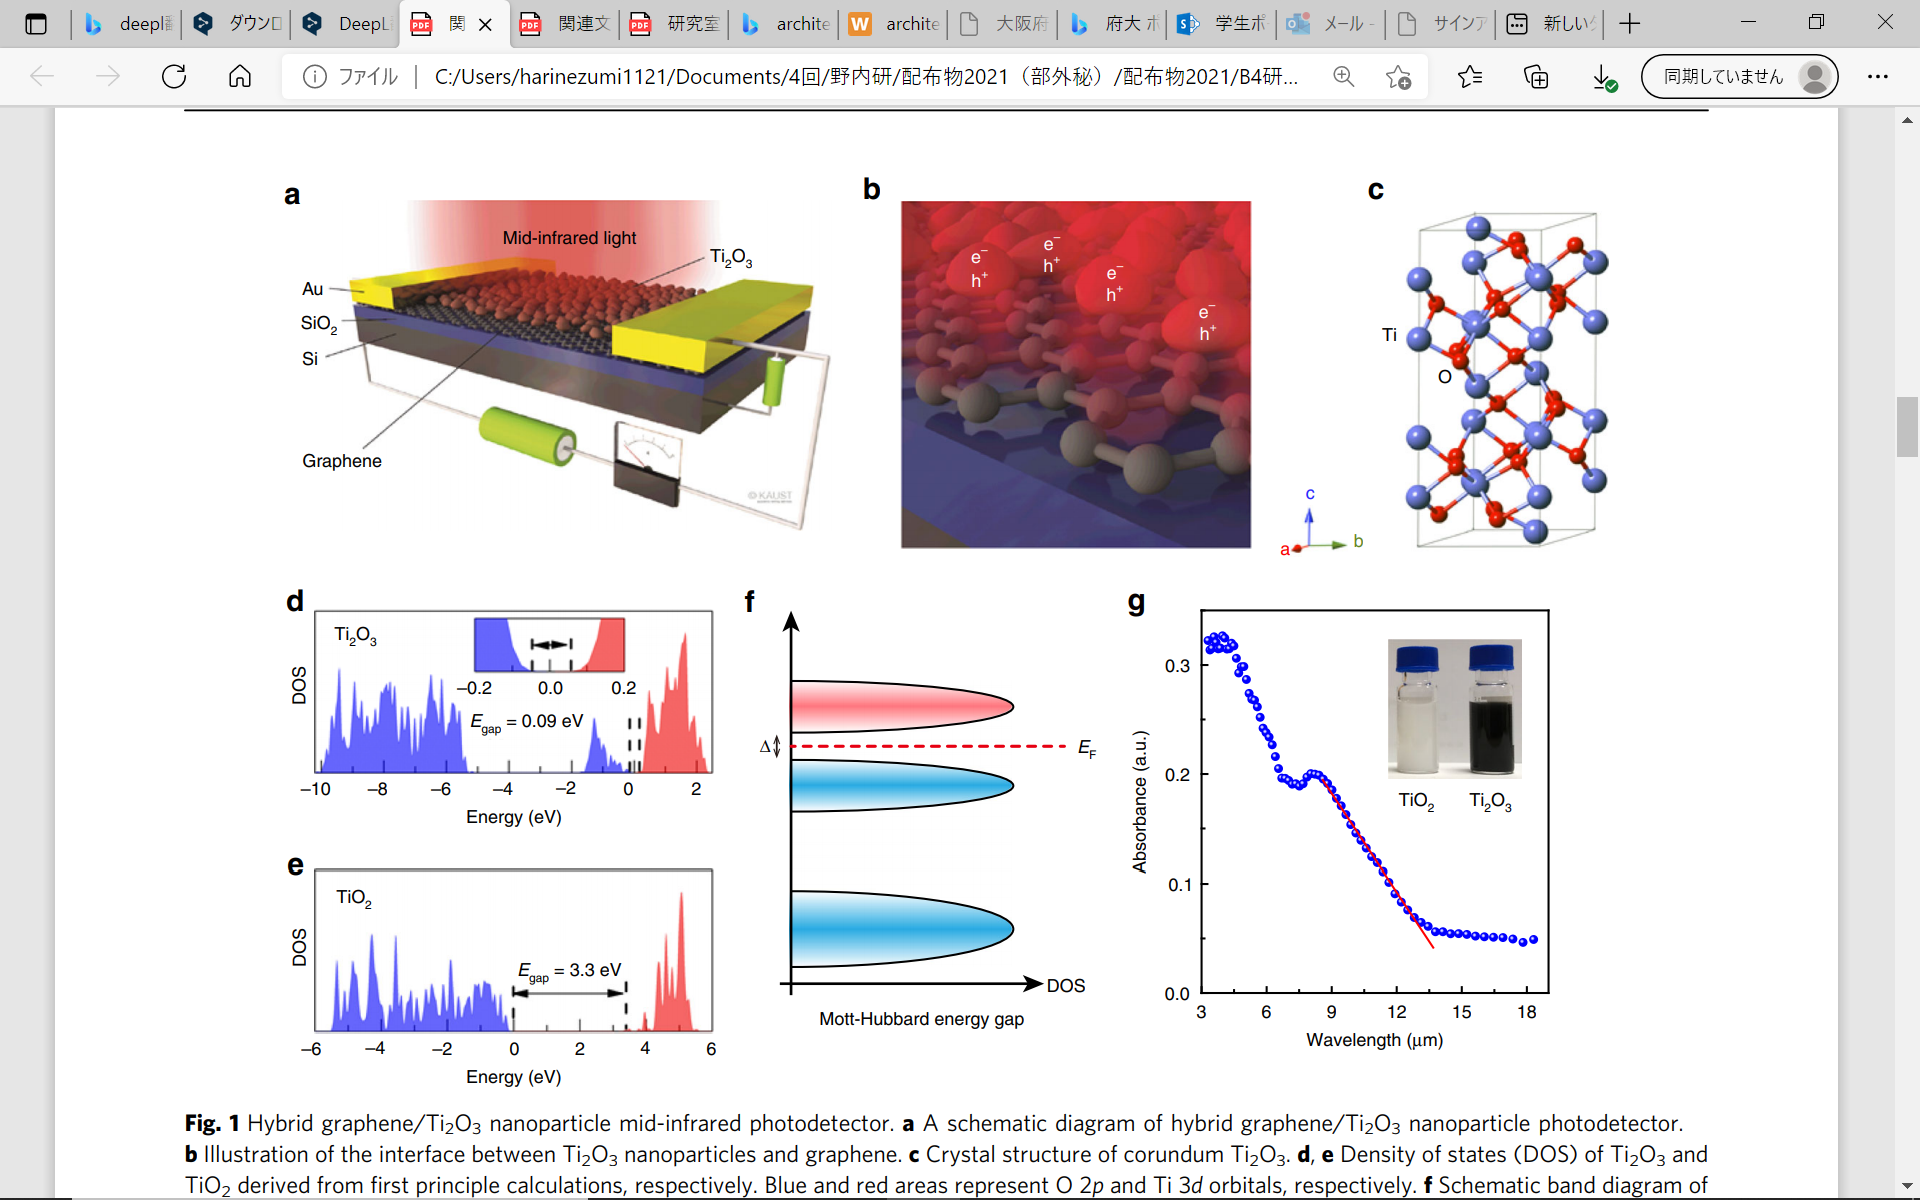 deepl翻
ダウンロ
DeepL
関
関連文
研究室
archite
archite
大阪府
府大 ポ
学生ポ
メール -
サインア
新しい
ファイル
C:/Users/harinezumi1121/Documents/4回/野内研/配布物2021（部外秘）/配布物2021/B4研...
同期していません
a
Mid-infrared light
Ti2O3
Au
SiO2
Si
Graphene
© KAUST
b
e–
h+
e–
h+
e–
h+
e–
h+
c
Ti
O
c
a
b
d
Ti2O3
DOS
–0.2 0.0 0.2
Egap = 0.09 eV
–10 –8 –6 –4 –2 0 2
Energy (eV)
e
TiO2
DOS
Egap = 3.3 eV
–6 –4 –2 0 2 4 6
Energy (eV)
f
Δ
EF
DOS
Mott-Hubbard energy gap
g
Absorbance (a.u.)
0.3
0.2
0.1
0.0
TiO2 Ti2O3
3 6 9 12 15 18
Wavelength (μm)
Fig. 1 Hybrid graphene/Ti2O3 nanoparticle mid-infrared photodetector. a A schematic diagram of hybrid graphene/Ti2O3 nanoparticle photodetector.
b Illustration of the interface between Ti2O3 nanoparticles and graphene. c Crystal structure of corundum Ti2O3. d, e Density of states (DOS) of Ti2O3 and
TiO2 derived from first principle calculations, respectively. Blue and red areas represent O 2p and Ti 3d orbitals, respectively. f Schematic band diagram of